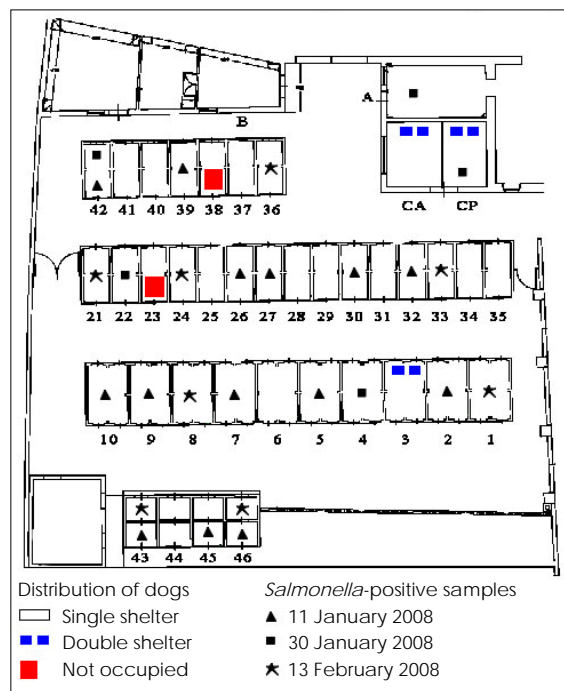 A
B
CA CP
42 41 40 39 38 37 36
21 22 23 24 25 26 27 28 29 30 31 32 33 34 35
10 9 8 7 6 5 4 3 2 1
43 44 45 46
Distribution of dogs
Single shelter
Double shelter
Not occupied
Salmonella-positive samples
11 January 2008
30 January 2008
13 February 2008